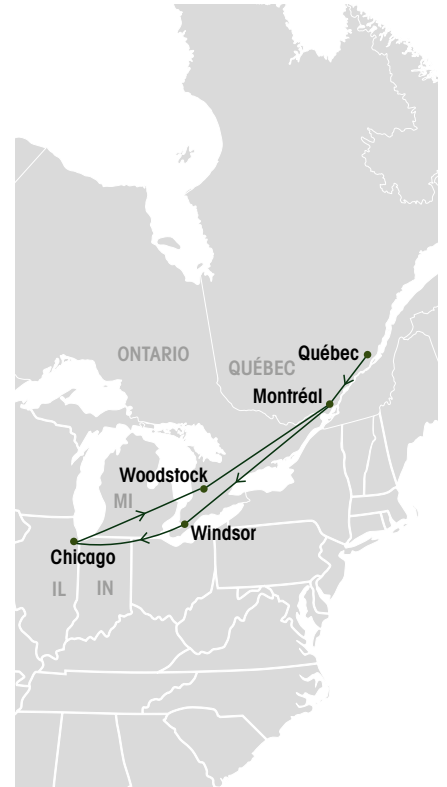 ONTARIO
QUÉBEC
Québec
Montréal
Woodstock
MI
Windsor
Chicago
IL
IN